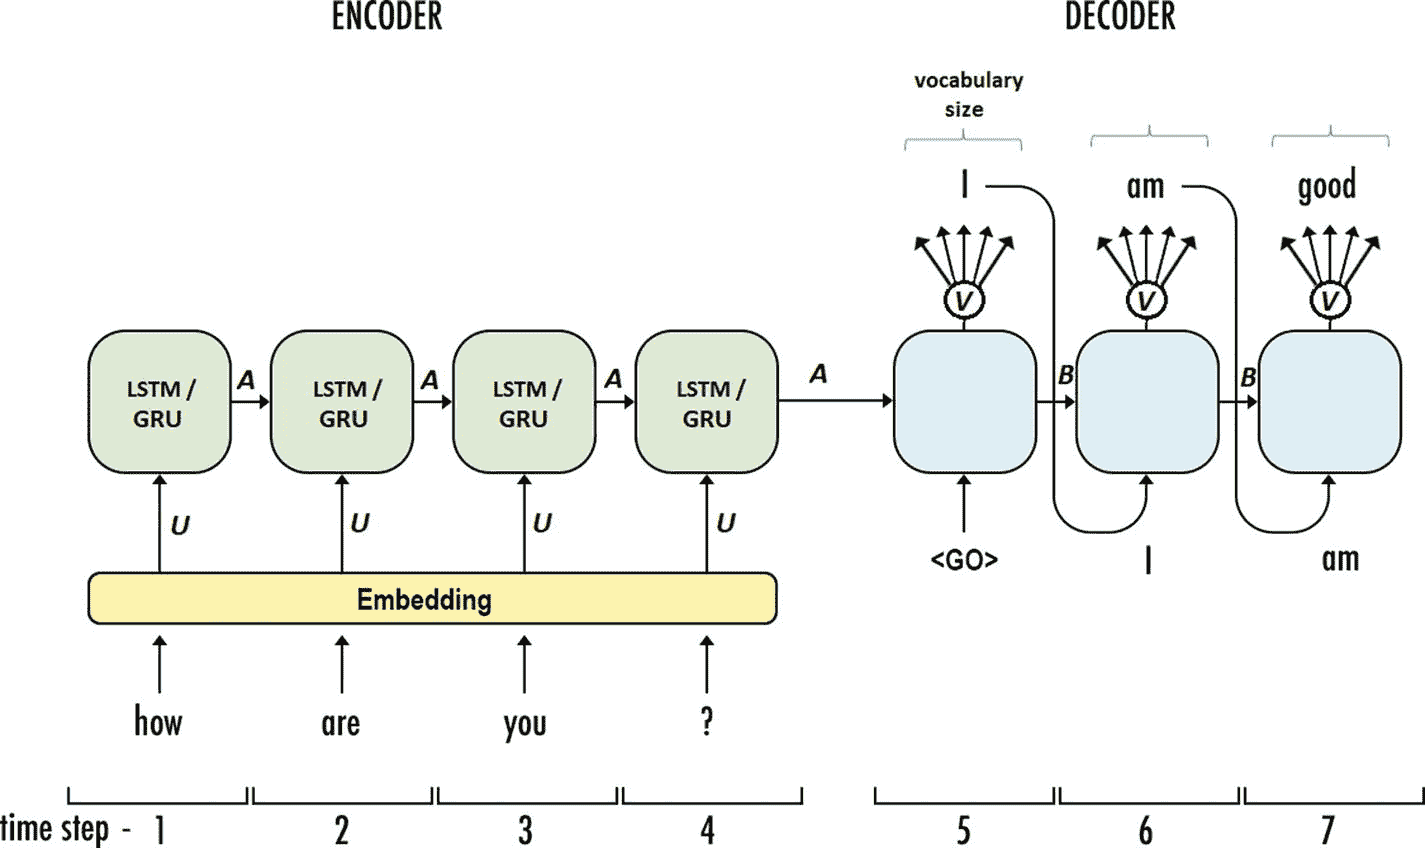 ENCODER
DECODER
vocabulary
size
I
am
good
V
V
V
LSTM /
GRU
A
LSTM /
GRU
A
LSTM /
GRU
A
LSTM /
GRU
A
B
B
U
U
U
U
<GO>
I
am
Embedding
how
are
you
?
time step - 1
2
3
4
5
6
7